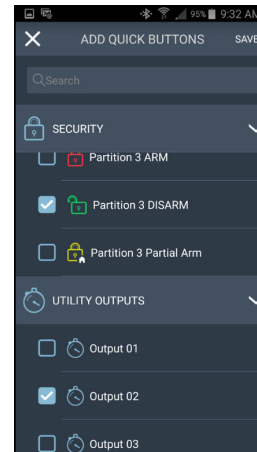 95% 9:32 AM
ADD QUICK BUTTONS SAVE
Search
SECURITY
Partition 3 ARM
Partition 3 DISARM
Partition 3 Partial Arm
UTILITY OUTPUTS
Output 01
Output 02
Output 03